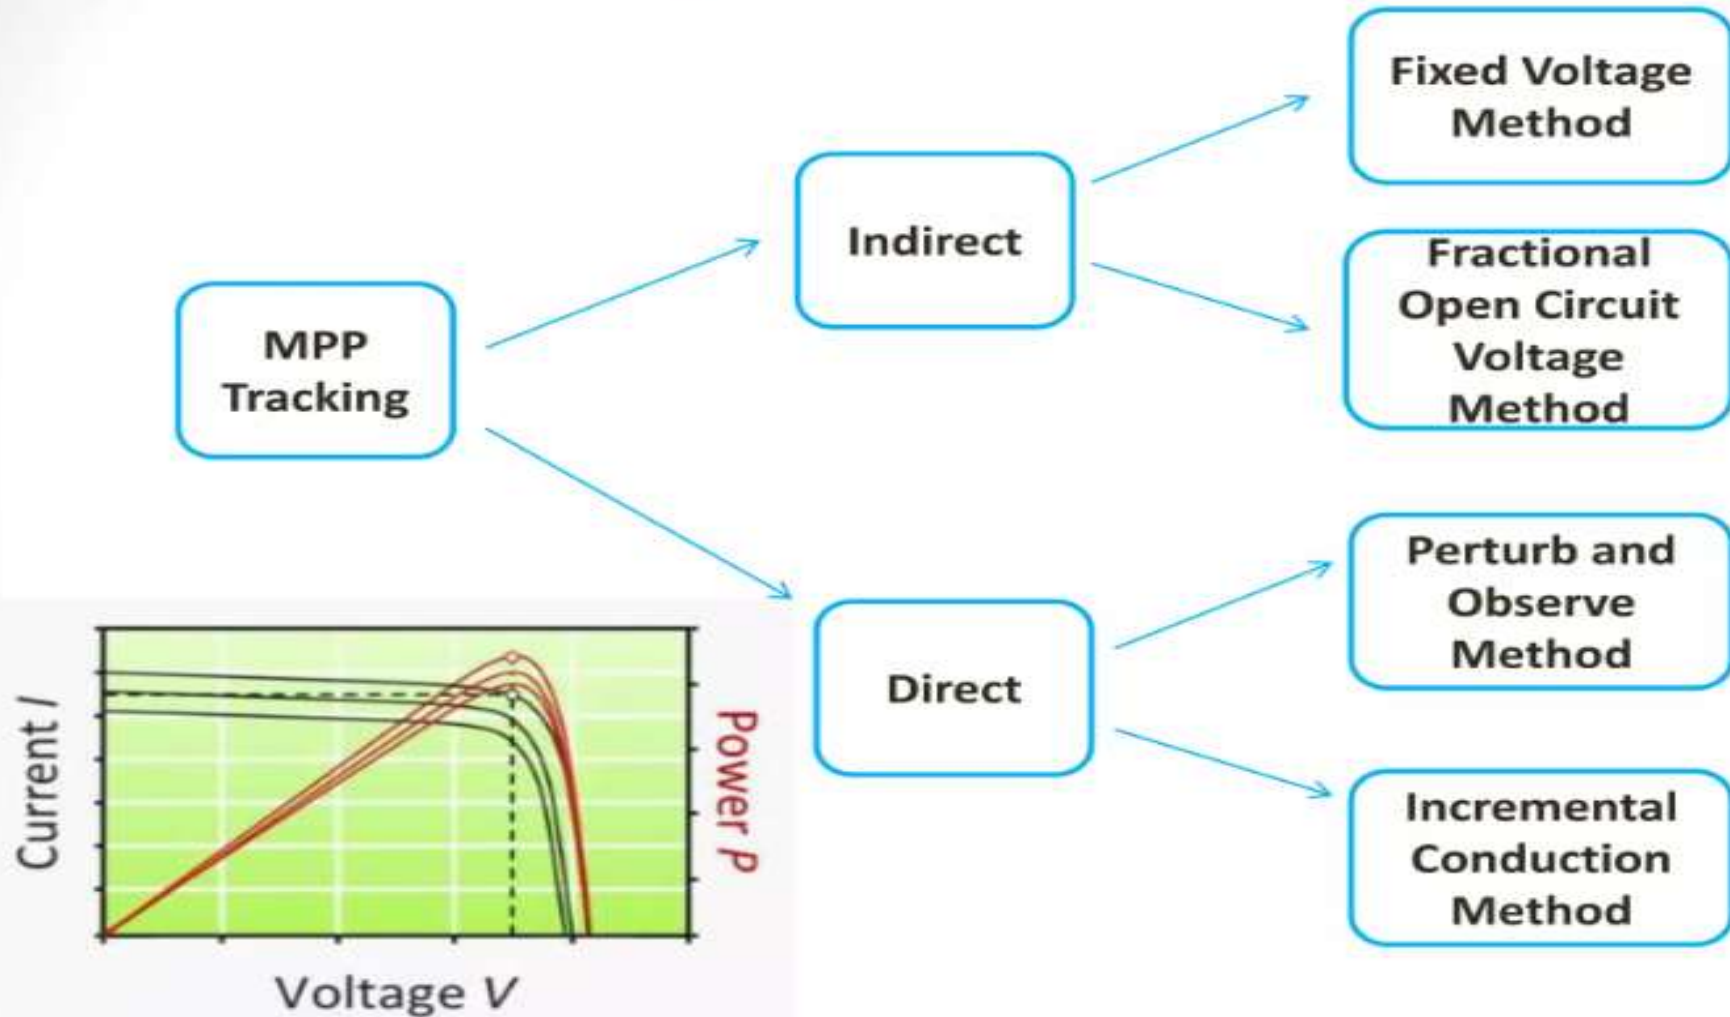 MPP
Tracking
Indirect
Fixed Voltage
Method
Fractional
Open Circuit
Voltage
Method
Direct
Perturb and
Observe
Method
Incremental
Conduction
Method
Current I
Power P
Voltage V